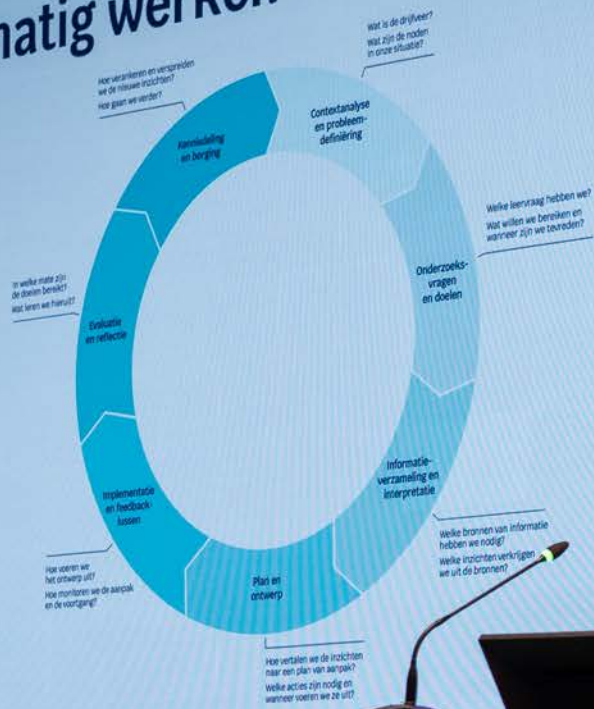 matig werken
Wat is de drijfveer?
Wat zijn de noden
in onze situatie?
Contextanalyse
en probleem-
definiëring
Welke leervraag hebben we?
Wat willen we bereiken en
wanneer zijn we tevreden?
Onderzoeks-
vragen
en doelen
Informatie-
verzameling en
interpretatie
Welke bronnen van informatie
hebben we nodig?
Welke inzichten verkrijgen
we uit de bronnen?
Plan en
ontwerp
Hoe vertalen we de inzichten
naar een plan van aanpak?
Welke acties zijn nodig en
wanneer voeren we ze uit?
Implementatie
en feedback-
lussen
Hoe voeren we
het ontwerp uit?
Hoe monitoren we de aanpak
en de voortgang?
Evaluatie
en reflectie
In welke mate zijn
de doelen bereikt?
Wat leren we hieruit?
Kennisdeling
en borging
Hoe verankeren en verspreiden
we de nieuwe inzichten?
Hoe gaan we verder?